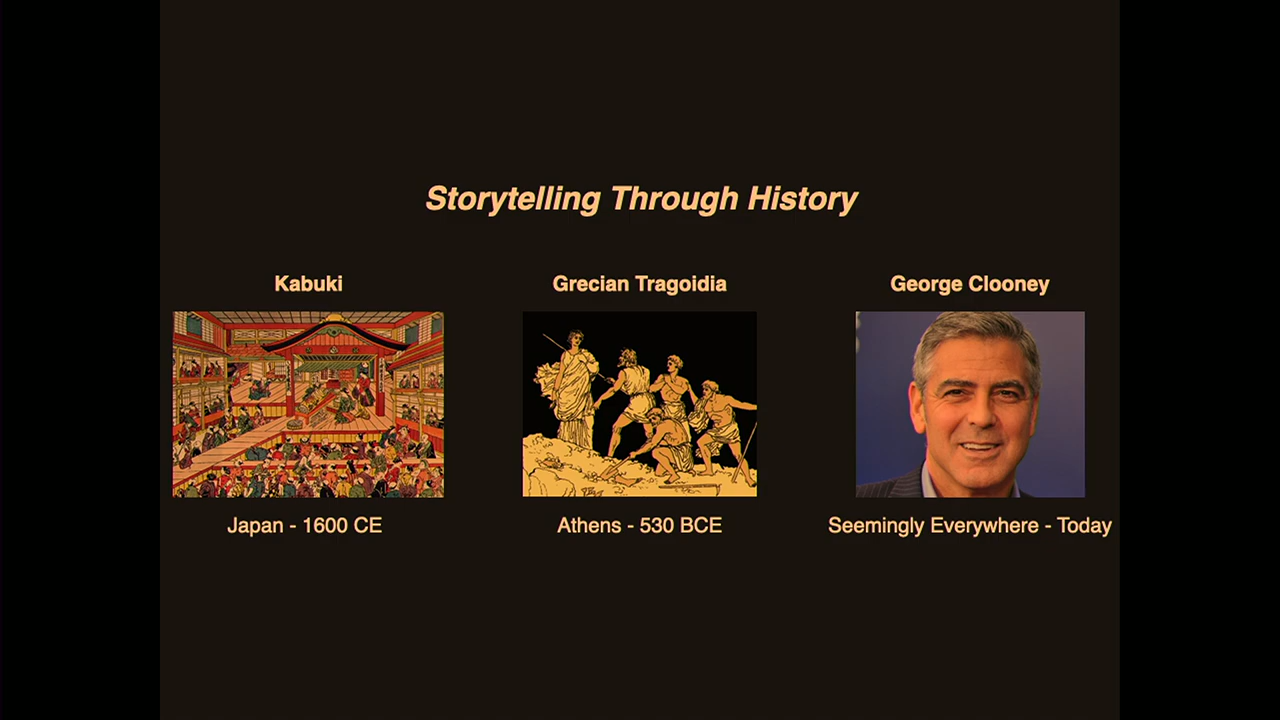 Storytelling Through History
Kabuki
Grecian Tragoidia
George Clooney
Japan - 1600 CE
Athens - 530 BCE
Seemingly Everywhere - Today